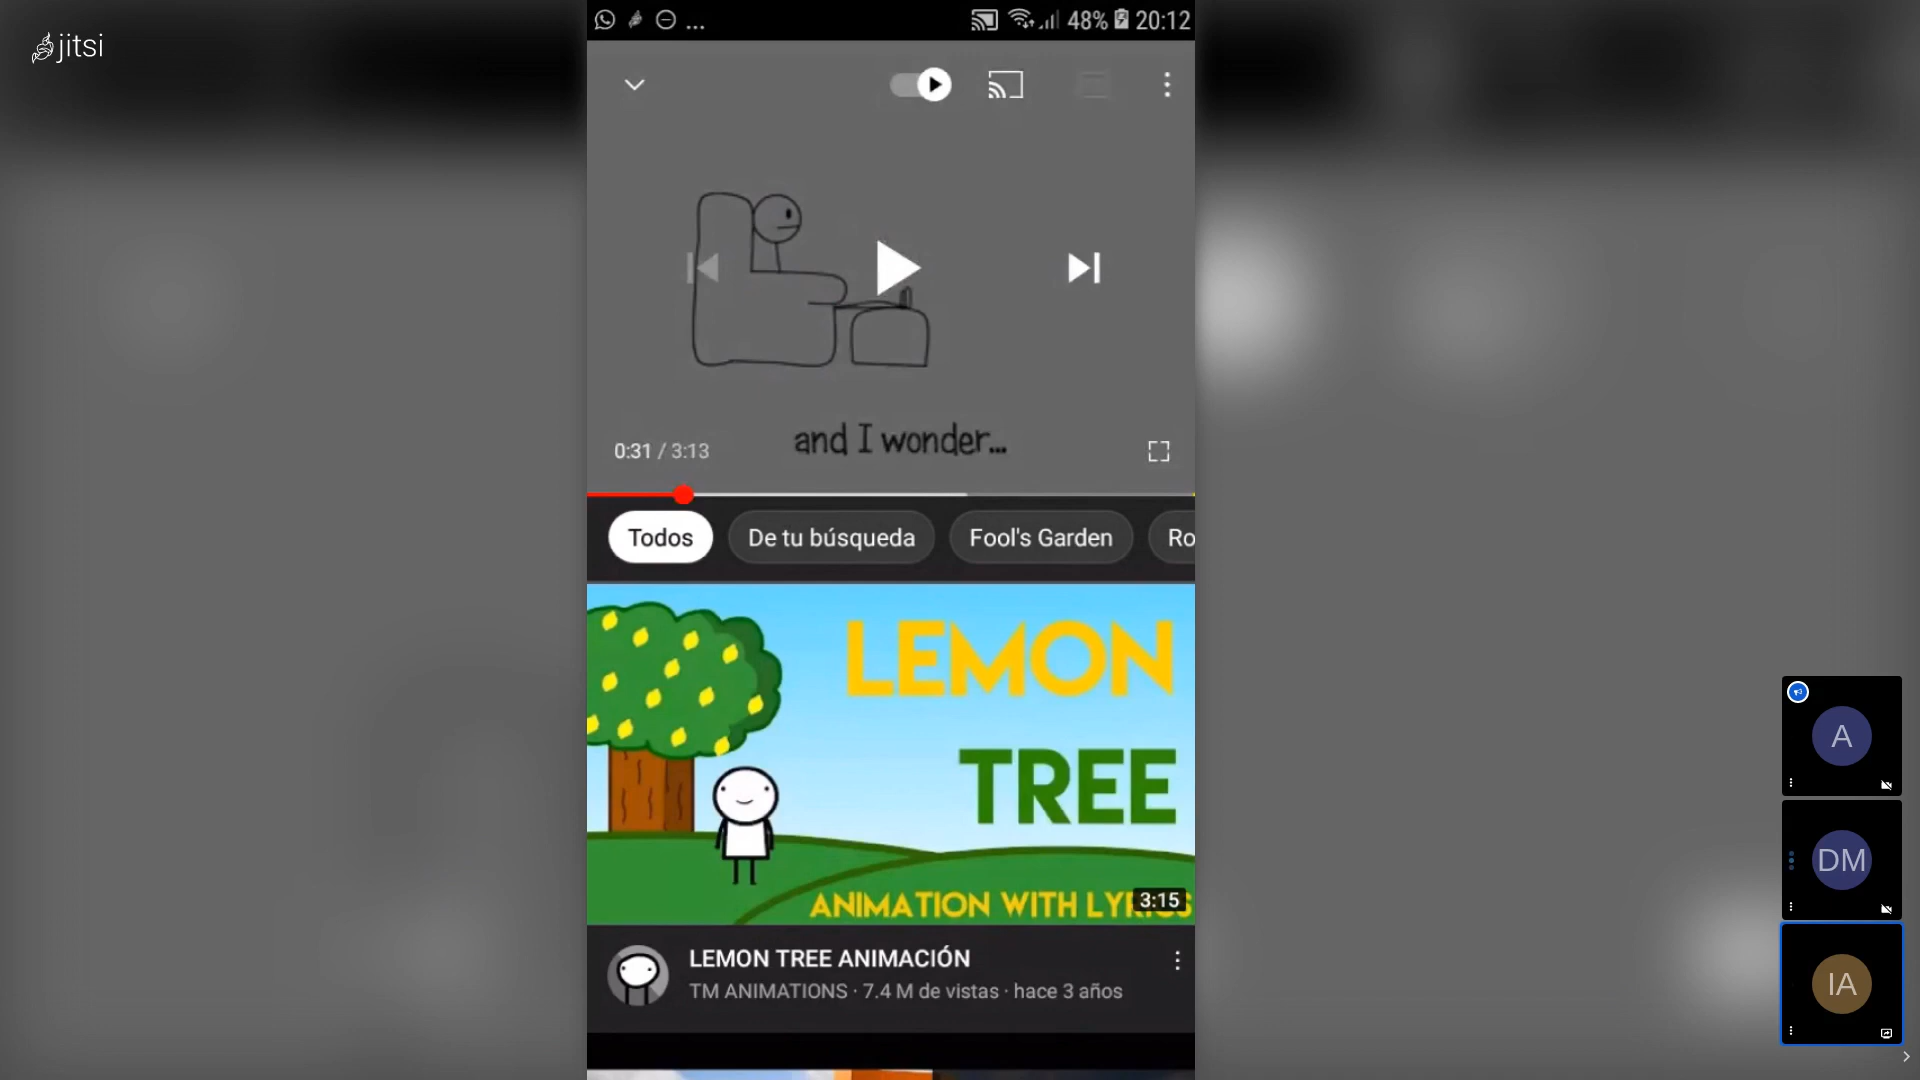 jitsi
... 48% 20:12
and I wonder...
0:31 / 3:13
Todos De tu búsqueda Fool's Garden Ro
LEMON
TREE
ANIMATION WITH LYRICS
3:15
LEMON TREE ANIMACIÓN
TM ANIMATIONS · 7.4 M de vistas · hace 3 años
A
DM
IA